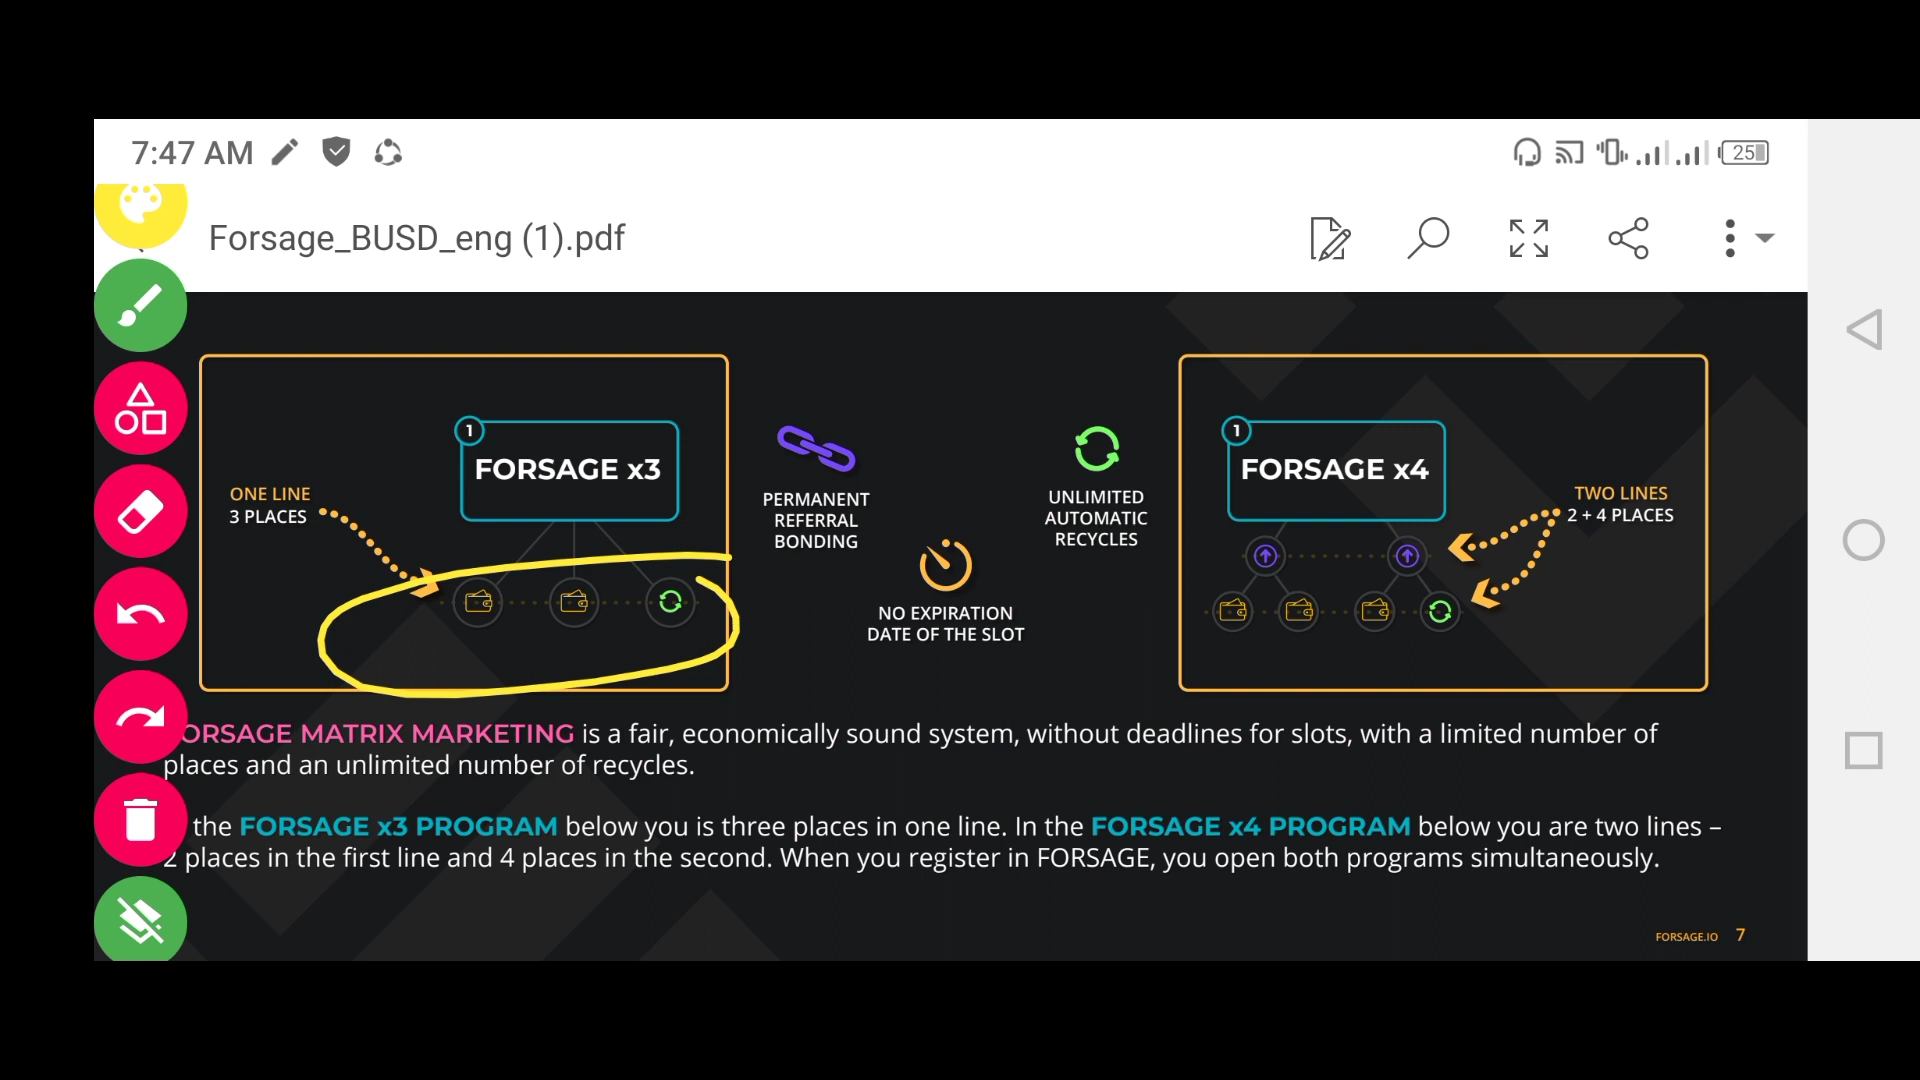 7:47 AM
25
Forsage_BUSD_eng (1).pdf
1
FORSAGE x3
ONE LINE
3 PLACES
PERMANENT
REFERRAL
BONDING
NO EXPIRATION
DATE OF THE SLOT
UNLIMITED
AUTOMATIC
RECYCLES
1
FORSAGE x4
TWO LINES
2 + 4 PLACES
ORSAGE MATRIX MARKETING is a fair, economically sound system, without deadlines for slots, with a limited number of
places and an unlimited number of recycles.
the FORSAGE x3 PROGRAM below you is three places in one line. In the FORSAGE x4 PROGRAM below you are two lines –
2 places in the first line and 4 places in the second. When you register in FORSAGE, you open both programs simultaneously.
FORSAGE.IO 7